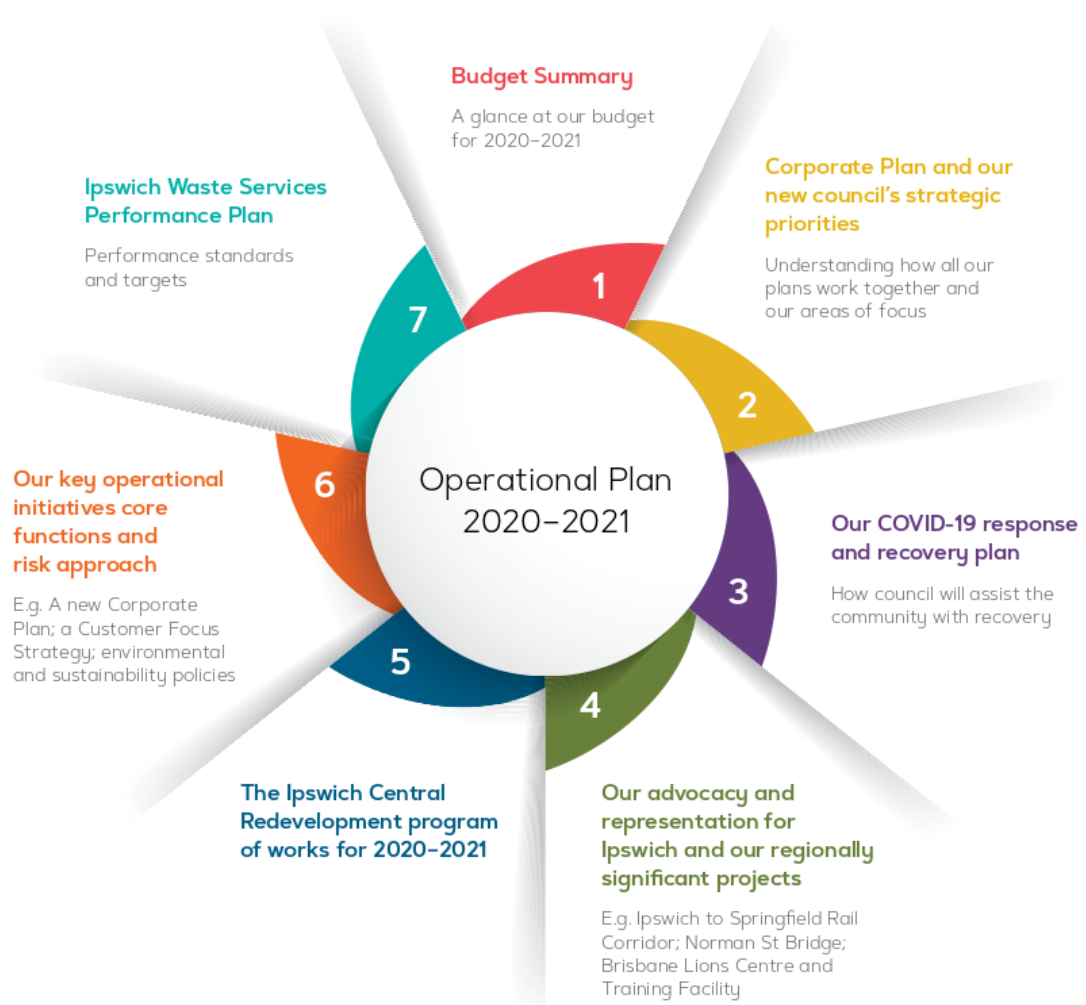 Budget Summary
A glance at our budget
for 2020–2021
1
Corporate Plan and our
new council's strategic
priorities
Understanding how all our
plans work together and
our areas of focus
2
Our COVID-19 response
and recovery plan
How council will assist the
community with recovery
3
Our advocacy and
representation for
Ipswich and our regionally
significant projects
E.g. Ipswich to Springfield Rail
Corridor; Norman St Bridge;
Brisbane Lions Centre and
Training Facility
4
The Ipswich Central
Redevelopment program
of works for 2020–2021
5
Our key operational
initiatives core
functions and
risk approach
E.g. A new Corporate
Plan; a Customer Focus
Strategy; environmental
and sustainability policies
6
Ipswich Waste Services
Performance Plan
Performance standards
and targets
7
Operational Plan
2020–2021